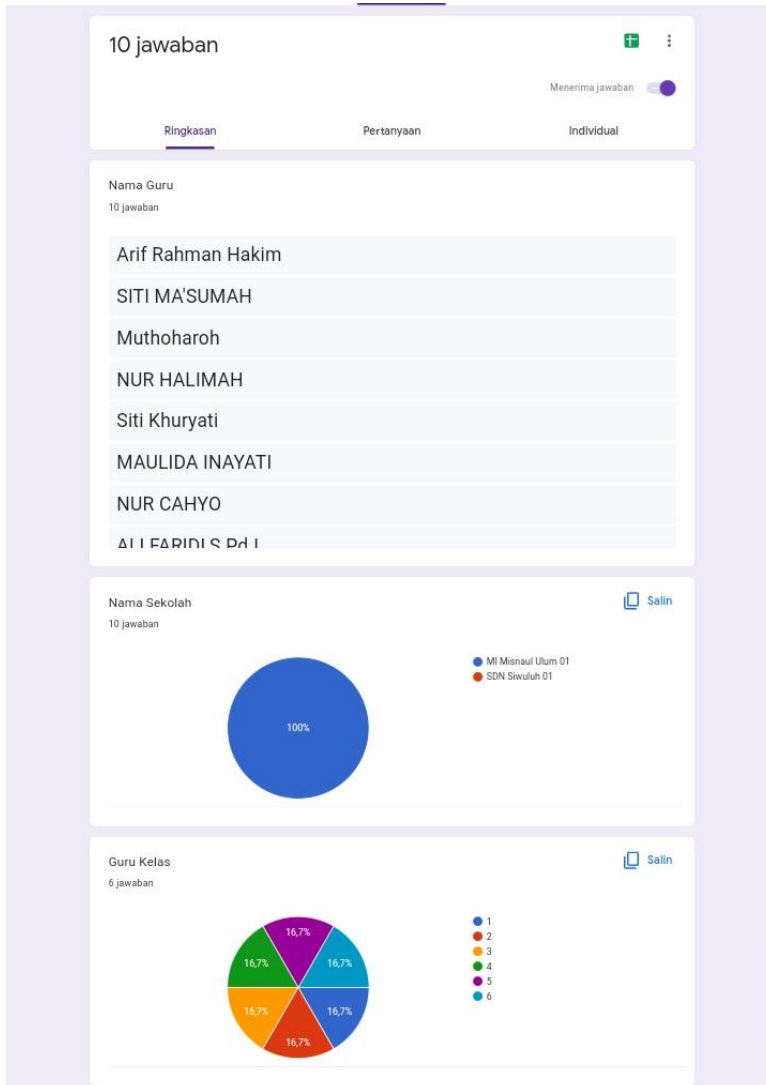 10 jawaban
Menerima jawaban
Ringkasan Pertanyaan Individual
Nama Guru
10 jawaban
Arif Rahman Hakim
SITI MA'SUMAH
Muthoharoh
NUR HALIMAH
Siti Khuryati
MAULIDA INAYATI
NUR CAHYO
ALI FARIDI S.Pd.I
Nama Sekolah
Salin
10 jawaban
MI Misnaul Ulum 01
SDN Siwuluh 01
100%
Guru Kelas
Salin
6 jawaban
16,7%
16,7%
16,7%
16,7%
16,7%
16,7%
1
2
3
4
5
6